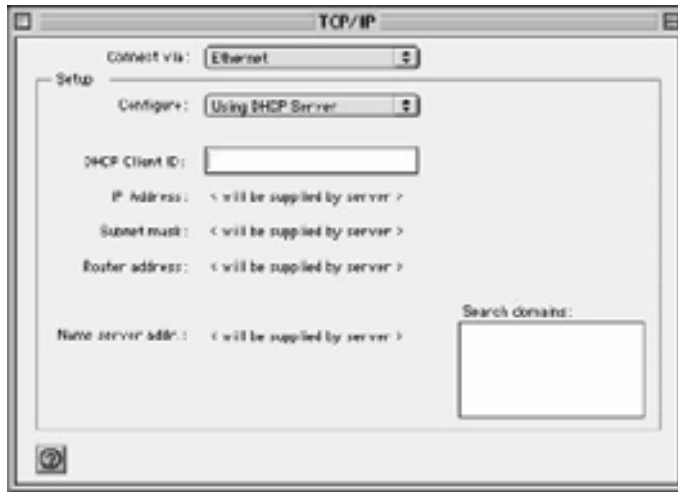 TCP/IP
Connect via: Ethernet
Setup
Configure: Using DHCP Server
DHCP Client ID:
IP Address: < will be supplied by server >
Subnet mask: < will be supplied by server >
Router address: < will be supplied by server >
Search domains:
Name server addr.: < will be supplied by server >
?